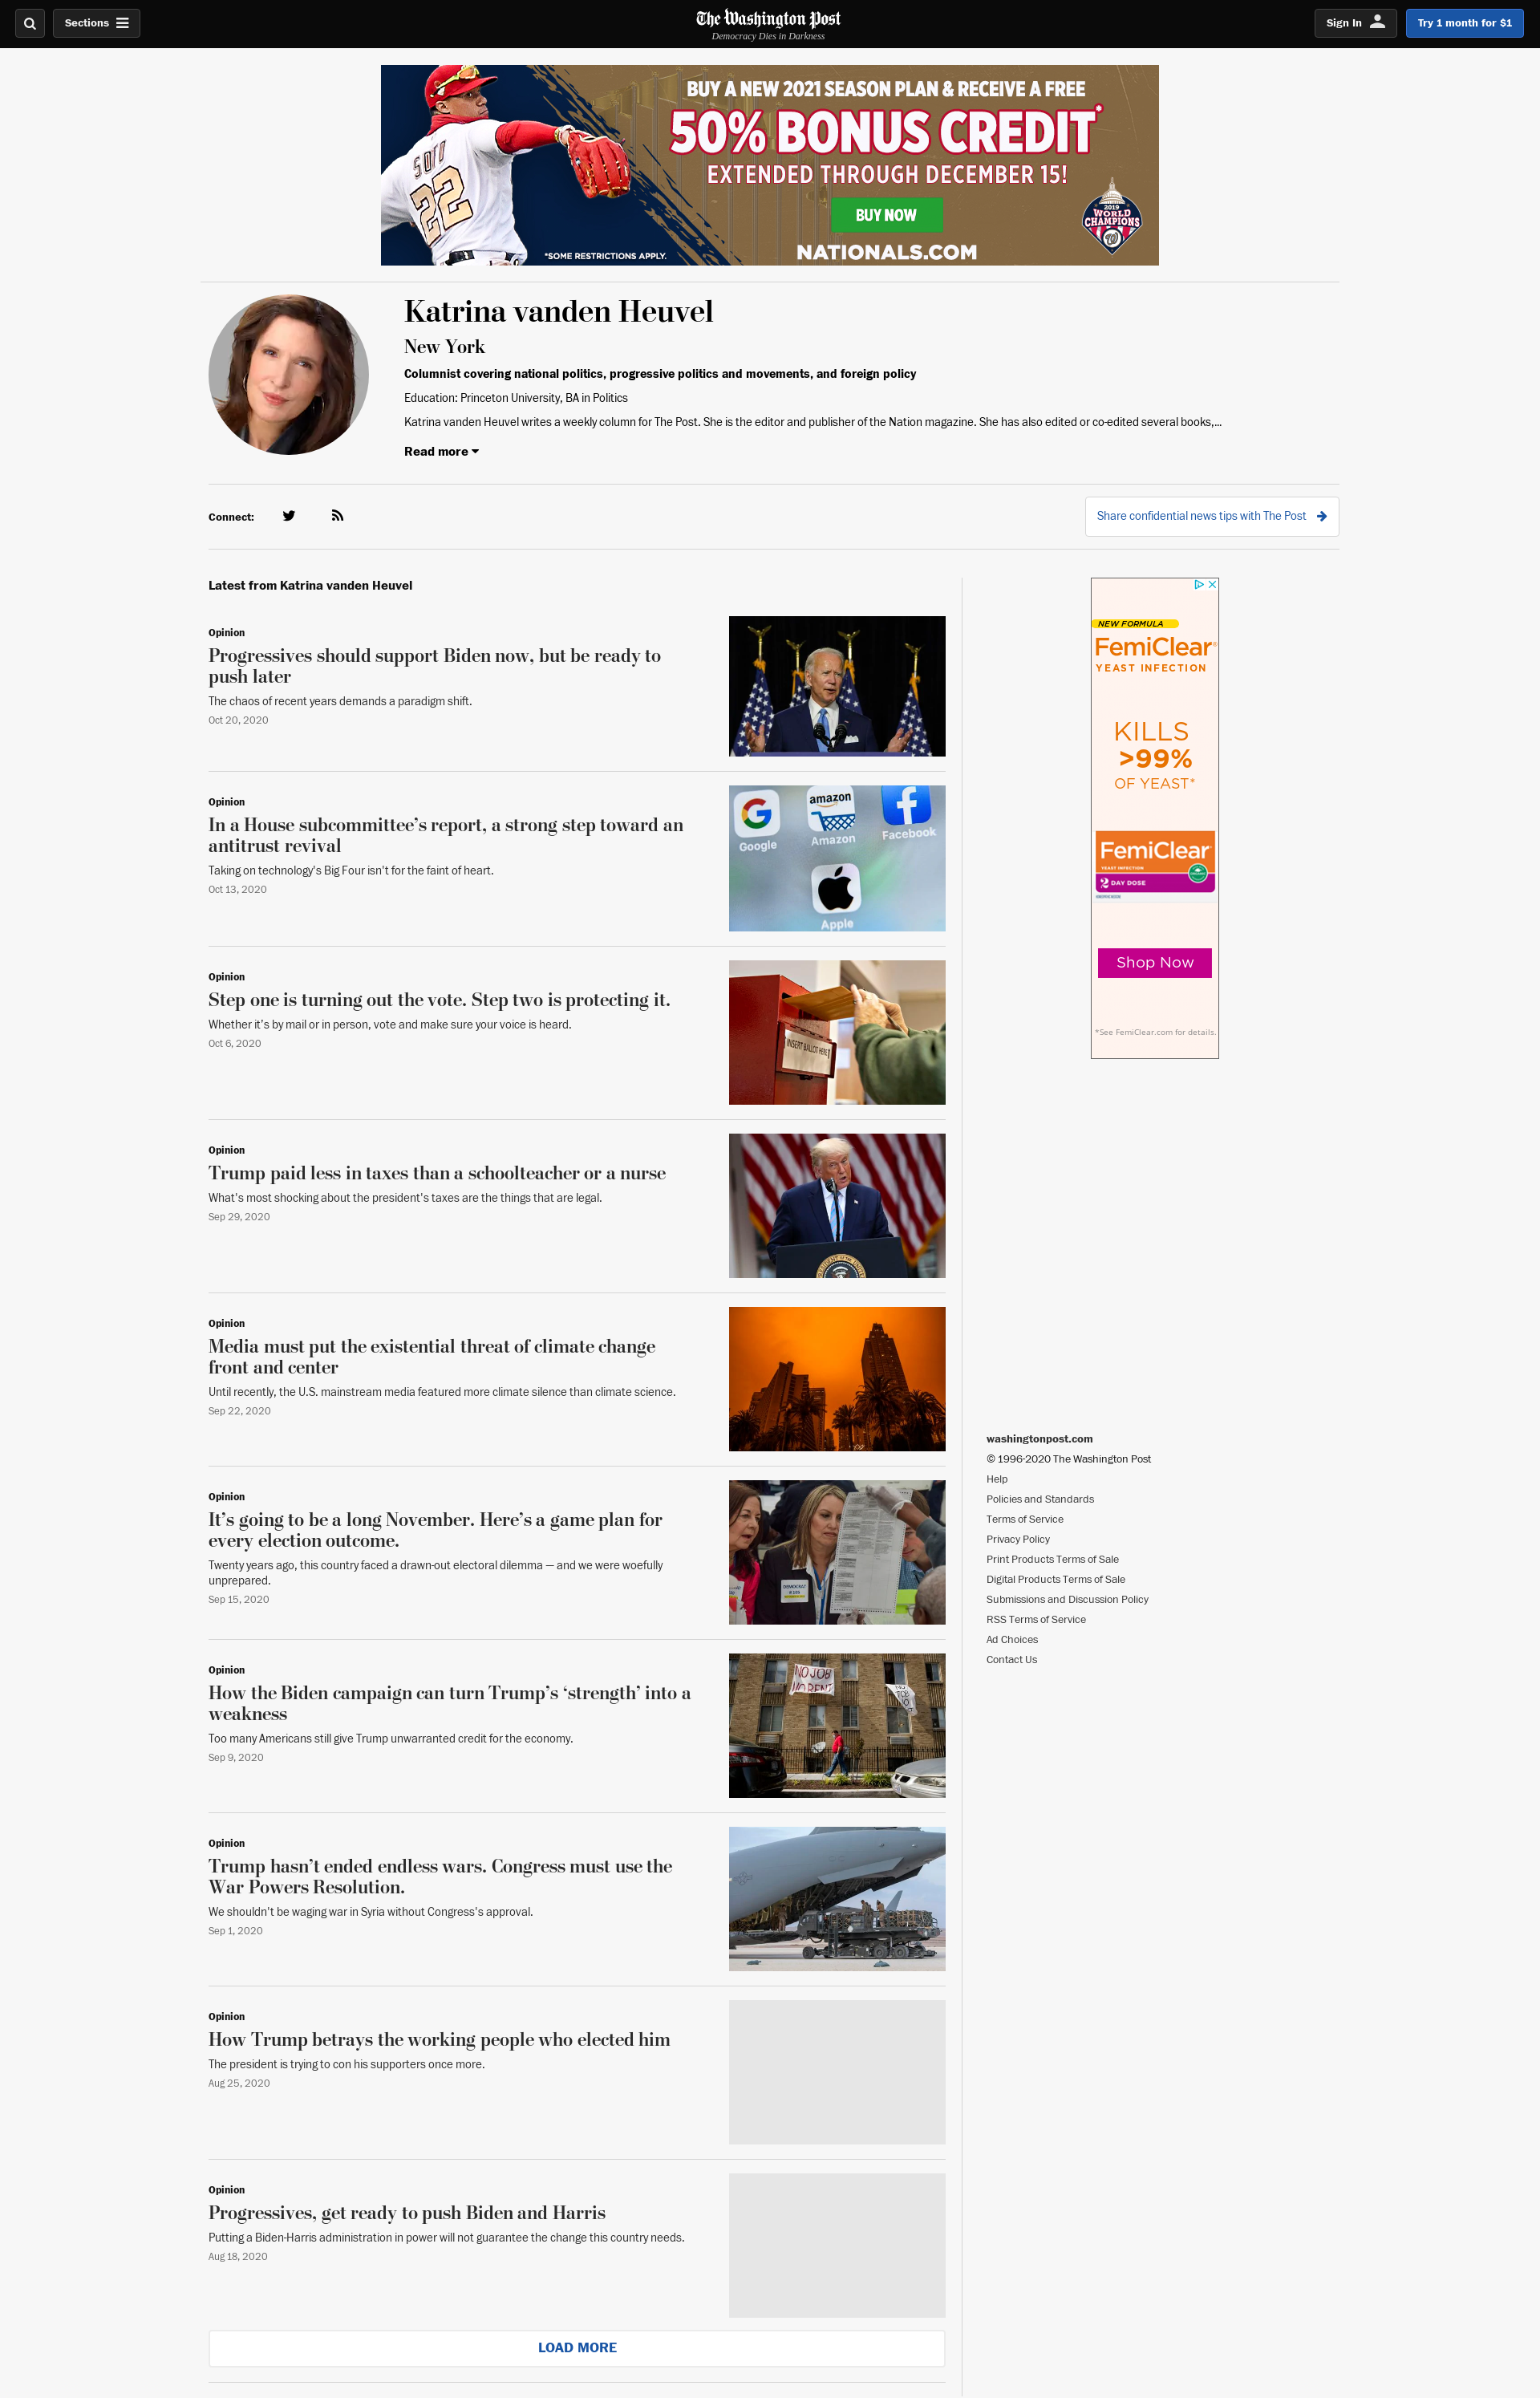 Sections
The Washington Post
Democracy Dies in Darkness
Sign In
Try 1 month for $1
BUY A NEW 2021 SEASON PLAN & RECEIVE A FREE
50% BONUS CREDIT*
EXTENDED THROUGH DECEMBER 15!
BUY NOW
*SOME RESTRICTIONS APPLY.
NATIONALS.COM
SOTO
22
2019
WORLD
CHAMPIONS
W
Katrina vanden Heuvel
New York
Columnist covering national politics, progressive politics and movements, and foreign policy
Education: Princeton University, BA in Politics
Katrina vanden Heuvel writes a weekly column for The Post. She is the editor and publisher of the Nation magazine. She has also edited or co-edited several books,...
Read more
Connect:
Share confidential news tips with The Post
Latest from Katrina vanden Heuvel
Opinion
Progressives should support Biden now, but be ready to
push later
The chaos of recent years demands a paradigm shift.
Oct 20, 2020
Opinion
In a House subcommittee’s report, a strong step toward an
antitrust revival
Taking on technology's Big Four isn't for the faint of heart.
Oct 13, 2020
Google
amazon
Amazon
Facebook
Apple
Opinion
Step one is turning out the vote. Step two is protecting it.
Whether it’s by mail or in person, vote and make sure your voice is heard.
Oct 6, 2020
INSERT BALLOT HERE
Opinion
Trump paid less in taxes than a schoolteacher or a nurse
What's most shocking about the president's taxes are the things that are legal.
Sep 29, 2020
Opinion
Media must put the existential threat of climate change
front and center
Until recently, the U.S. mainstream media featured more climate silence than climate science.
Sep 22, 2020
Opinion
It’s going to be a long November. Here’s a game plan for
every election outcome.
Twenty years ago, this country faced a drawn-out electoral dilemma — and we were woefully
unprepared.
Sep 15, 2020
DEMOCRAT
Opinion
How the Biden campaign can turn Trump’s ‘strength’ into a
weakness
Too many Americans still give Trump unwarranted credit for the economy.
Sep 9, 2020
NO JOB
NO RENT
Opinion
Trump hasn’t ended endless wars. Congress must use the
War Powers Resolution.
We shouldn't be waging war in Syria without Congress's approval.
Sep 1, 2020
Opinion
How Trump betrays the working people who elected him
The president is trying to con his supporters once more.
Aug 25, 2020
Opinion
Progressives, get ready to push Biden and Harris
Putting a Biden-Harris administration in power will not guarantee the change this country needs.
Aug 18, 2020
LOAD MORE
NEW FORMULA
FemiClear®
YEAST INFECTION
KILLS
>99%
OF YEAST*
FemiClear
YEAST INFECTION
2 DAY DOSE
Shop Now
*See FemiClear.com for details.
washingtonpost.com
© 1996-2020 The Washington Post
Help
Policies and Standards
Terms of Service
Privacy Policy
Print Products Terms of Sale
Digital Products Terms of Sale
Submissions and Discussion Policy
RSS Terms of Service
Ad Choices
Contact Us